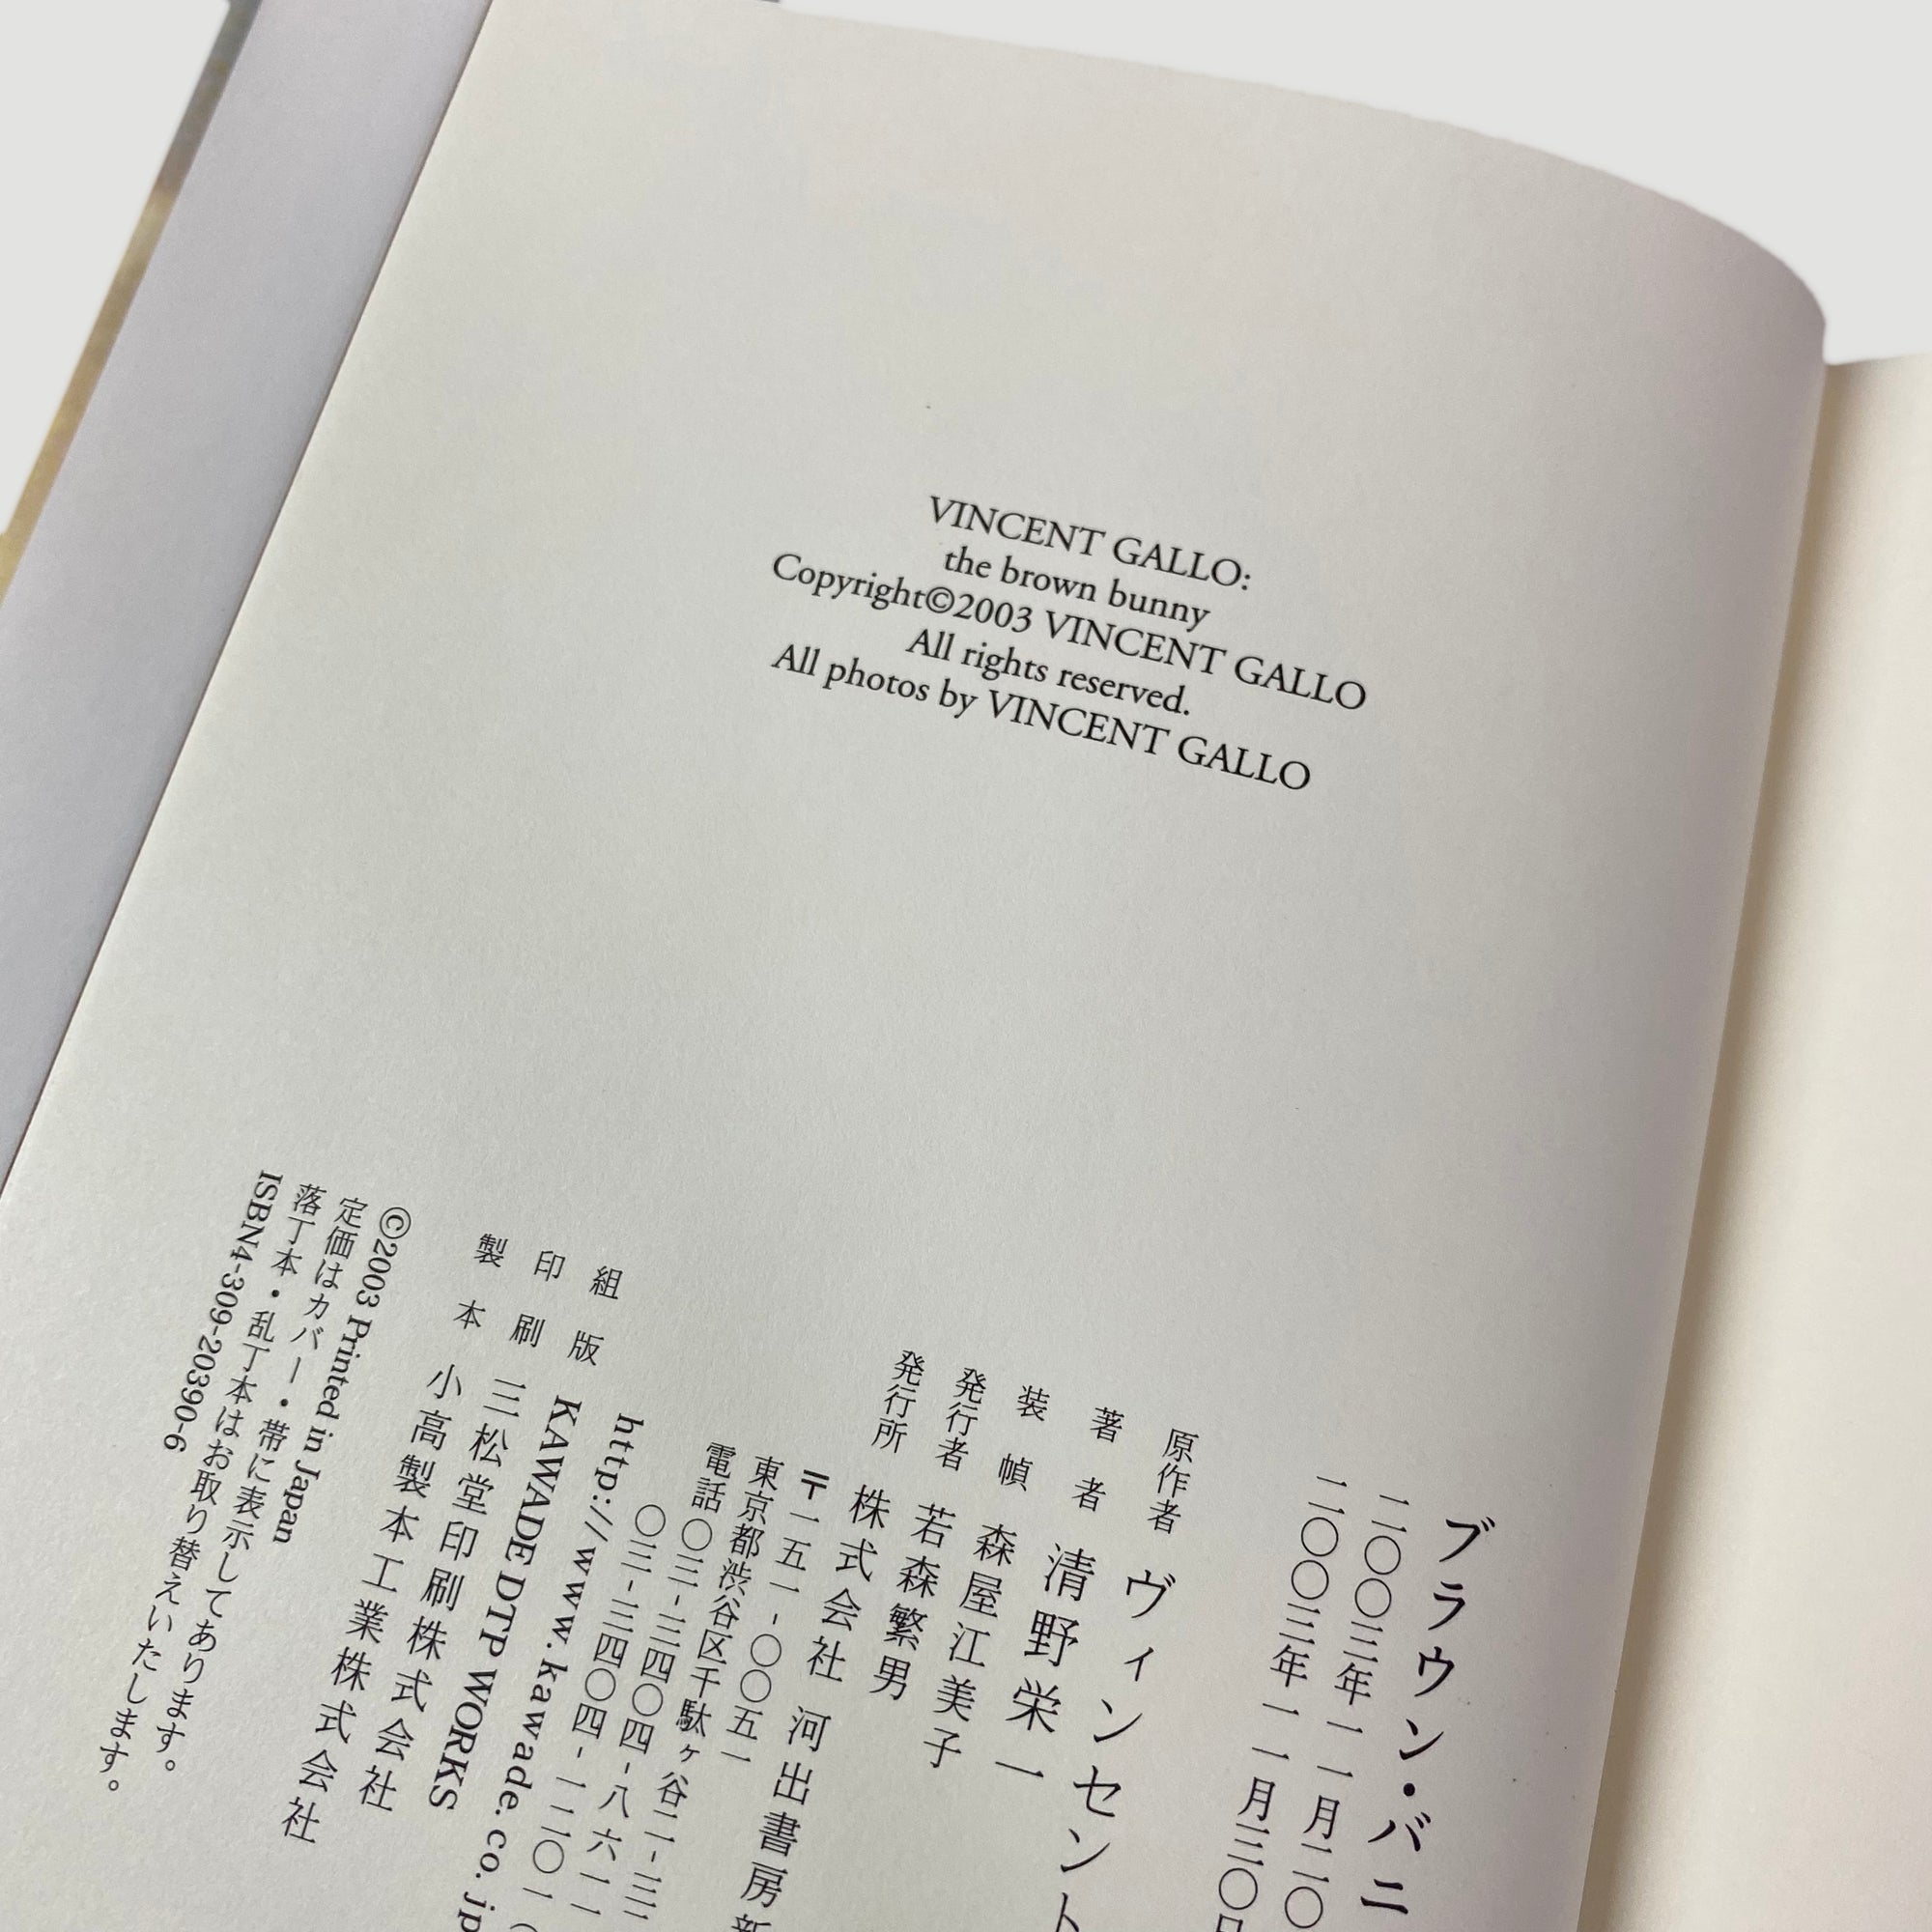 VINCENT GALLO:
the brown bunny
Copyright©2003 VINCENT GALLO
All rights reserved.
All photos by VINCENT GALLO
ブラウン・バニ
二〇〇三年一一月二〇
二〇〇三年一一月三〇日
原作者 ヴィンセント
著者 清野栄一
装幀 森屋江美子
発行者 若森繁男
発行所 株式会社 河出書房新
〒一五一-〇〇五一
東京都渋谷区千駄ヶ谷二-三二
電話 〇三-三四〇四-八六一一
〇三-三四〇四-一二〇一(
http://www.kawade.co.jp
組版 KAWADE DTP WORKS
印刷 三松堂印刷株式会社
製本 小高製本工業株式会社
©2003 Printed in Japan
定価はカバー・帯に表示してあります。
落丁本・乱丁本はお取り替えいたします。
ISBN4-309-20390-6